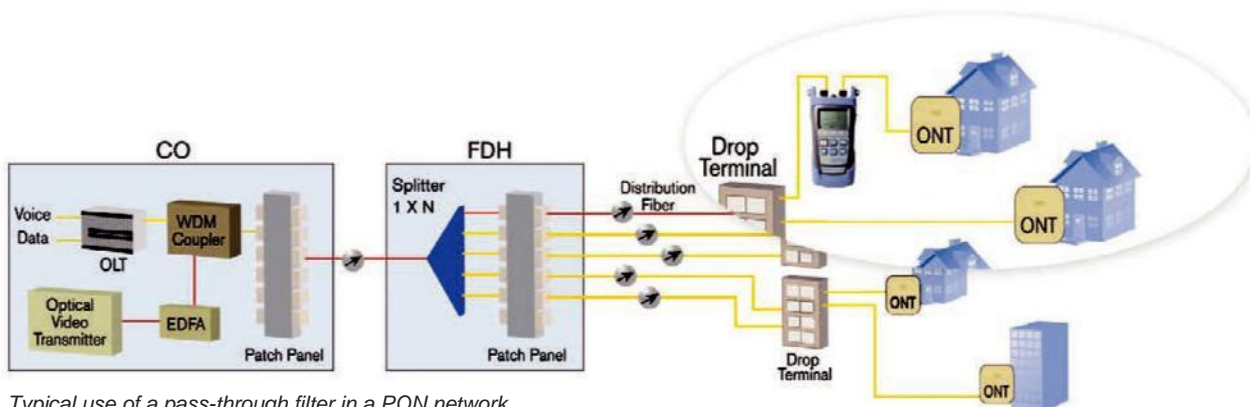 CO
FDH
Voice
Data
OLT
WDM
Coupler
Optical
Video
Transmitter
EDFA
Patch Panel
Splitter
1 X N
Patch Panel
Distribution
Fiber
Drop
Terminal
Drop
Terminal
ONT
ONT
ONT
ONT
Typical use of a pass-through filter in a PON network